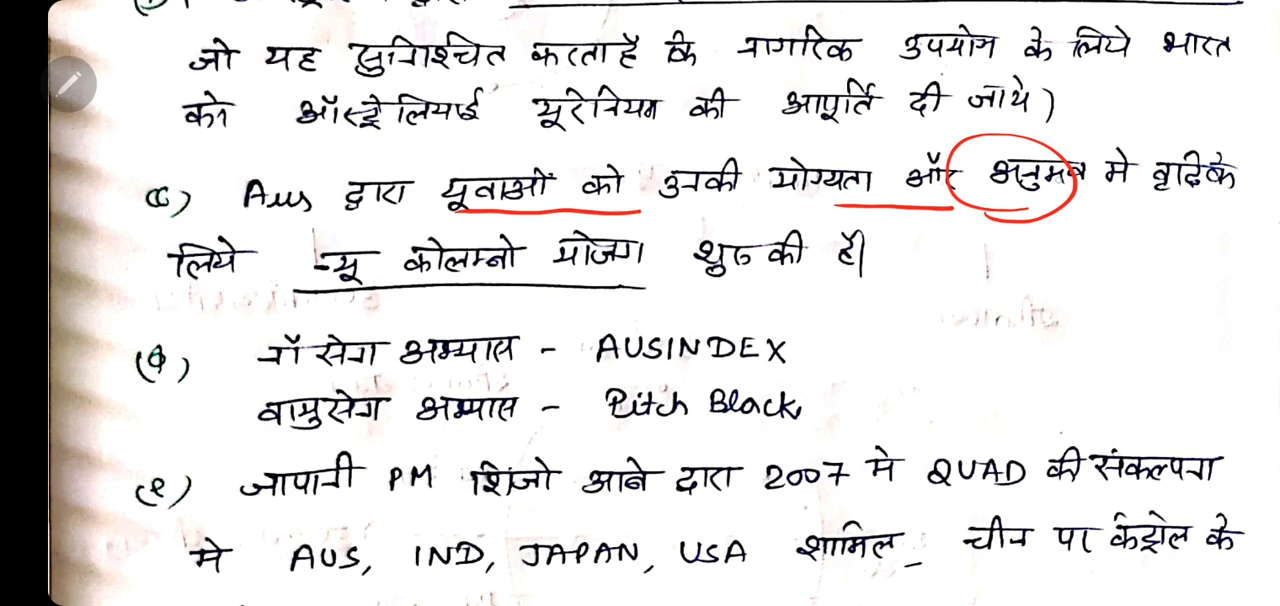 जो यह सुनिश्चित करता हैं कि नागरिक उपयोग के लिये भारत
को ऑस्ट्रेलियाई यूरेनियम की आपूर्ति दी जाये)
(c) Aus द्वारा यूवाओं को उनकी योग्यता और अनुभव मे वृद्धि के
लिये न्यू कोलम्बो योजना शुरू की हैं।
(d) नौ सेना अभ्यास - AUSINDEX
वायुसेना अभ्यास - Pitch Black
(e) जापानी PM शिंजो आबे द्वारा 2007 मे QUAD की संकल्पना
मे AUS, IND, JAPAN, USA शामिल - चीन पर कंट्रोल के